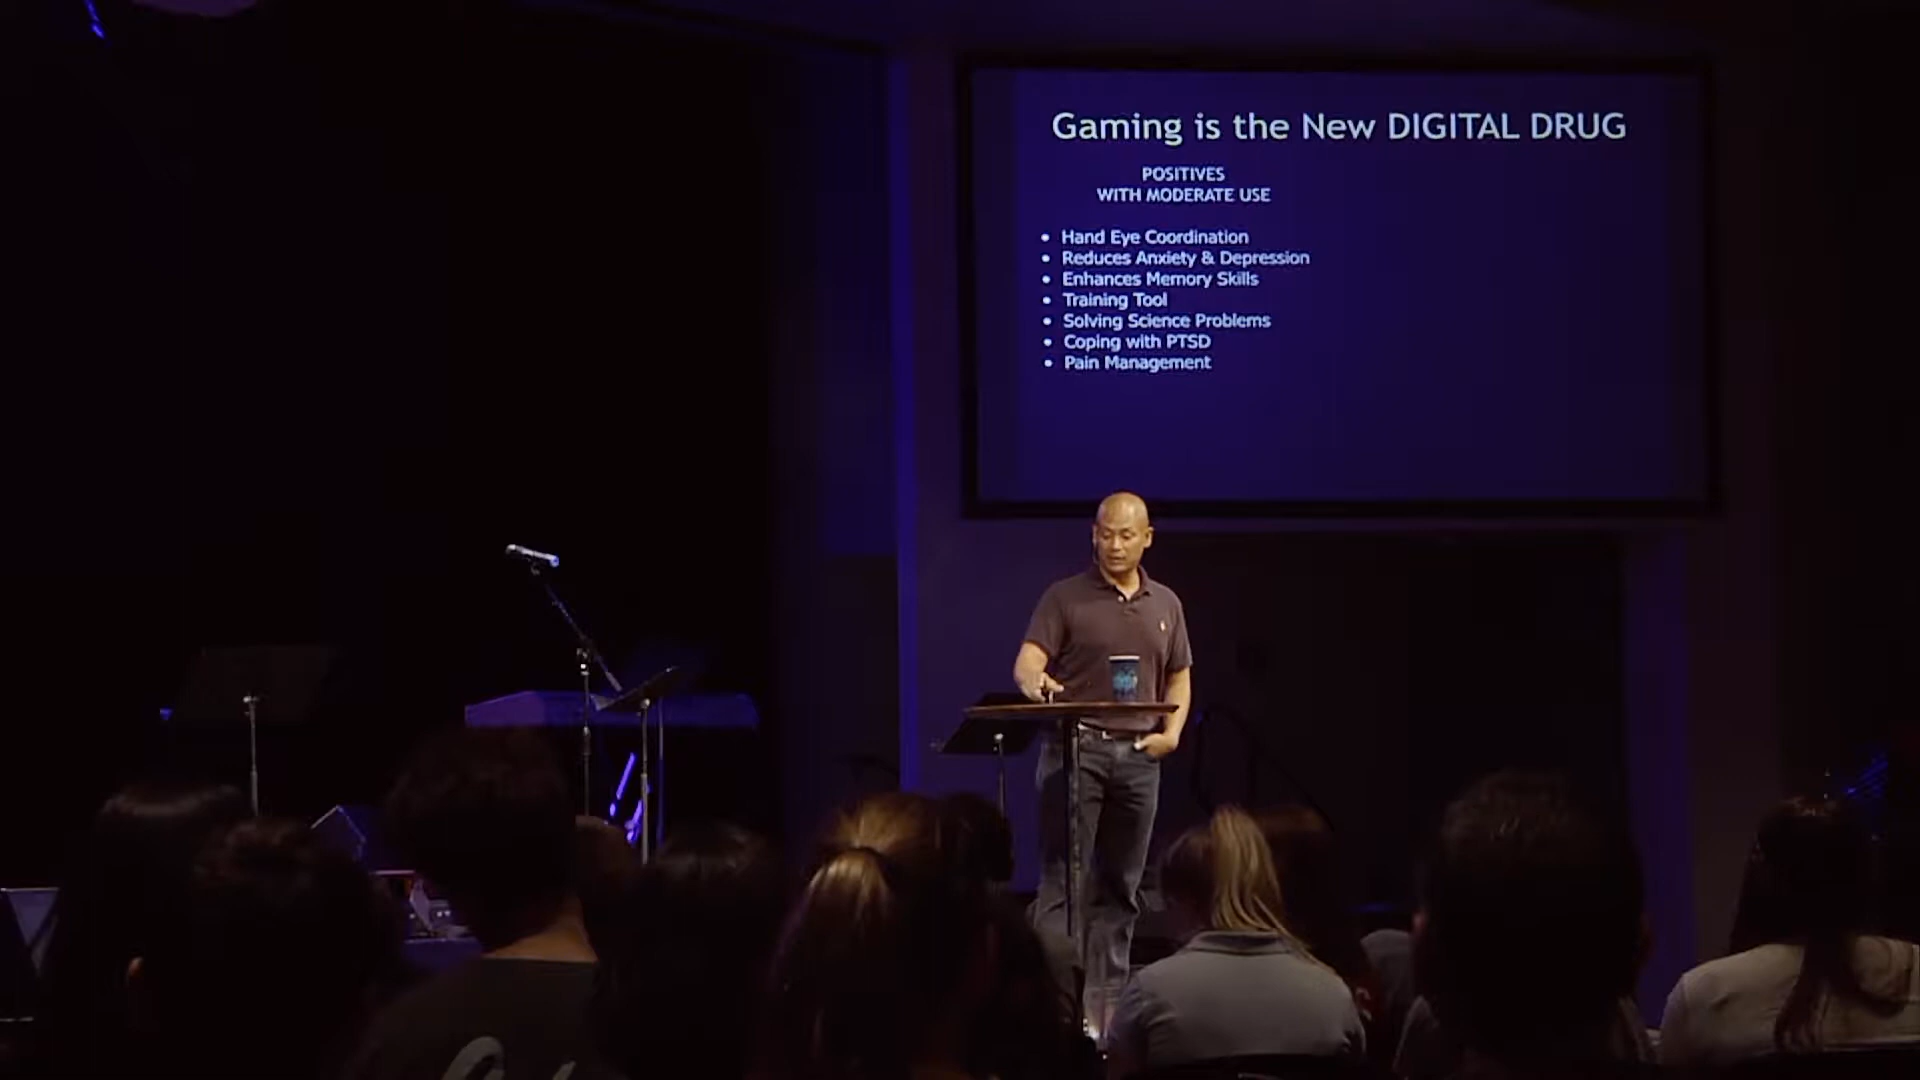 Gaming is the New DIGITAL DRUG
POSITIVES
WITH MODERATE USE
• Hand Eye Coordination
• Reduces Anxiety & Depression
• Enhances Memory Skills
• Training Tool
• Solving Science Problems
• Coping with PTSD
• Pain Management